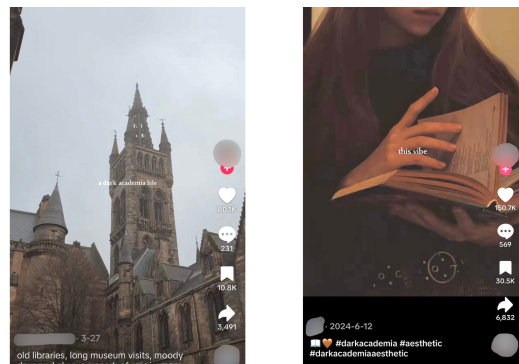 a dark academia life
80.1K
231
10.8K
3,491
· 3-27
old libraries, long museum visits, moody
this vibe
150.7K
569
30.5K
6,832
· 2024-6-12
📖🧡 #darkacademia #aesthetic
#darkacademiaaesthetic